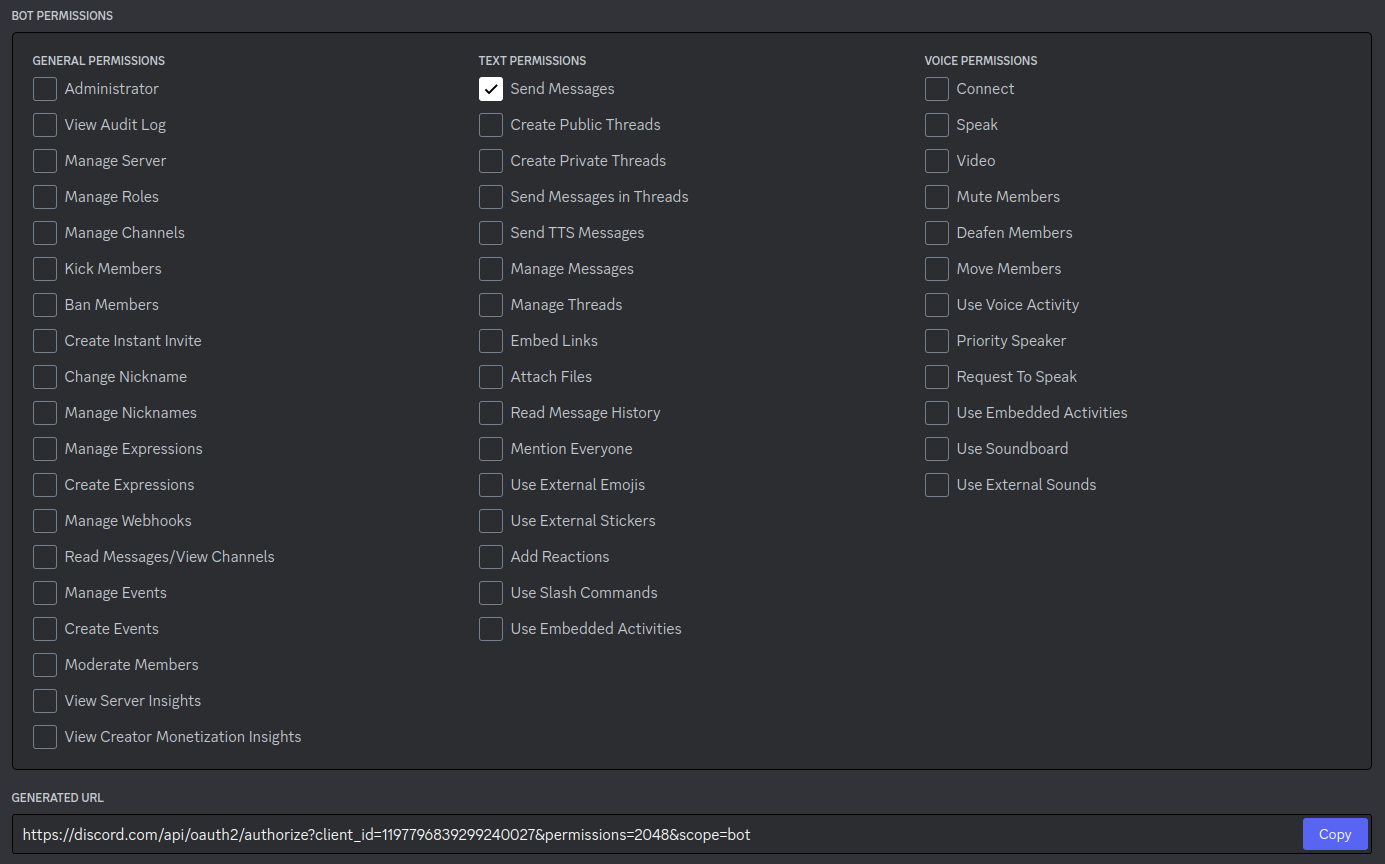 BOT PERMISSIONS
GENERAL PERMISSIONS
Administrator
View Audit Log
Manage Server
Manage Roles
Manage Channels
Kick Members
Ban Members
Create Instant Invite
Change Nickname
Manage Nicknames
Manage Expressions
Create Expressions
Manage Webhooks
Read Messages/View Channels
Manage Events
Create Events
Moderate Members
View Server Insights
View Creator Monetization Insights
TEXT PERMISSIONS
Send Messages
Create Public Threads
Create Private Threads
Send Messages in Threads
Send TTS Messages
Manage Messages
Manage Threads
Embed Links
Attach Files
Read Message History
Mention Everyone
Use External Emojis
Use External Stickers
Add Reactions
Use Slash Commands
Use Embedded Activities
VOICE PERMISSIONS
Connect
Speak
Video
Mute Members
Deafen Members
Move Members
Use Voice Activity
Priority Speaker
Request To Speak
Use Embedded Activities
Use Soundboard
Use External Sounds
GENERATED URL
https://discord.com/api/oauth2/authorize?client_id=1197796839299240027&permissions=2048&scope=bot
Copy